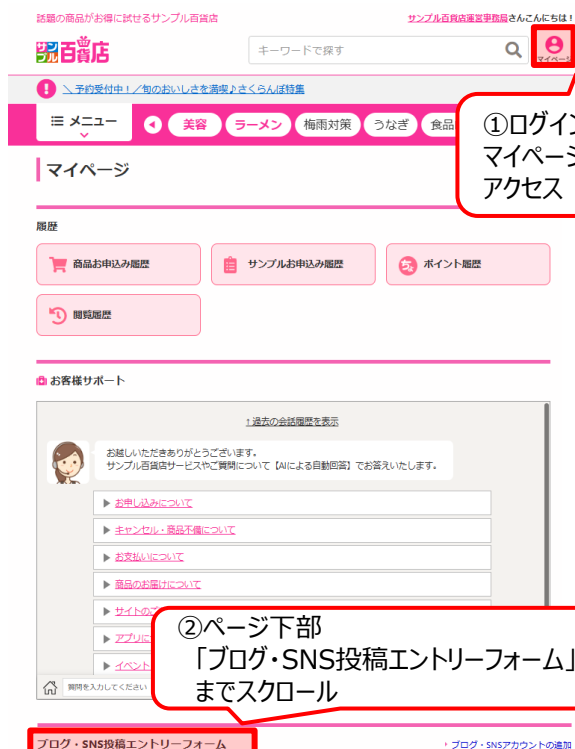 話題の商品がお得に試せるサンプル百貨店
サンプル百貨店運営事務局さんこんにちは!
サンプル百貨店
キーワードで探す
マイページ
＼予約受付中！／旬のおいしさを満喫♪さくらんぼ特集
メニュー
美容
ラーメン
梅雨対策
うなぎ
食品
①ログイン
マイページ
アクセス
マイページ
履歴
商品お申込み履歴
サンプルお申込み履歴
ポイント履歴
閲覧履歴
お客様サポート
↑過去の会話履歴を表示
お越しいただきありがとうございます。
サンプル百貨店サービスやご質問について【AIによる自動回答】でお答えいたします。
▶ お申し込みについて
▶ キャンセル・商品不備について
▶ お支払いについて
▶ 商品のお届けについて
▶ サイトのご
▶ アプリに
▶ イベント
質問を入力してください
②ページ下部
「ブログ・SNS投稿エントリーフォーム」
までスクロール
ブログ・SNS投稿エントリーフォーム
ブログ・SNSアカウントの追加